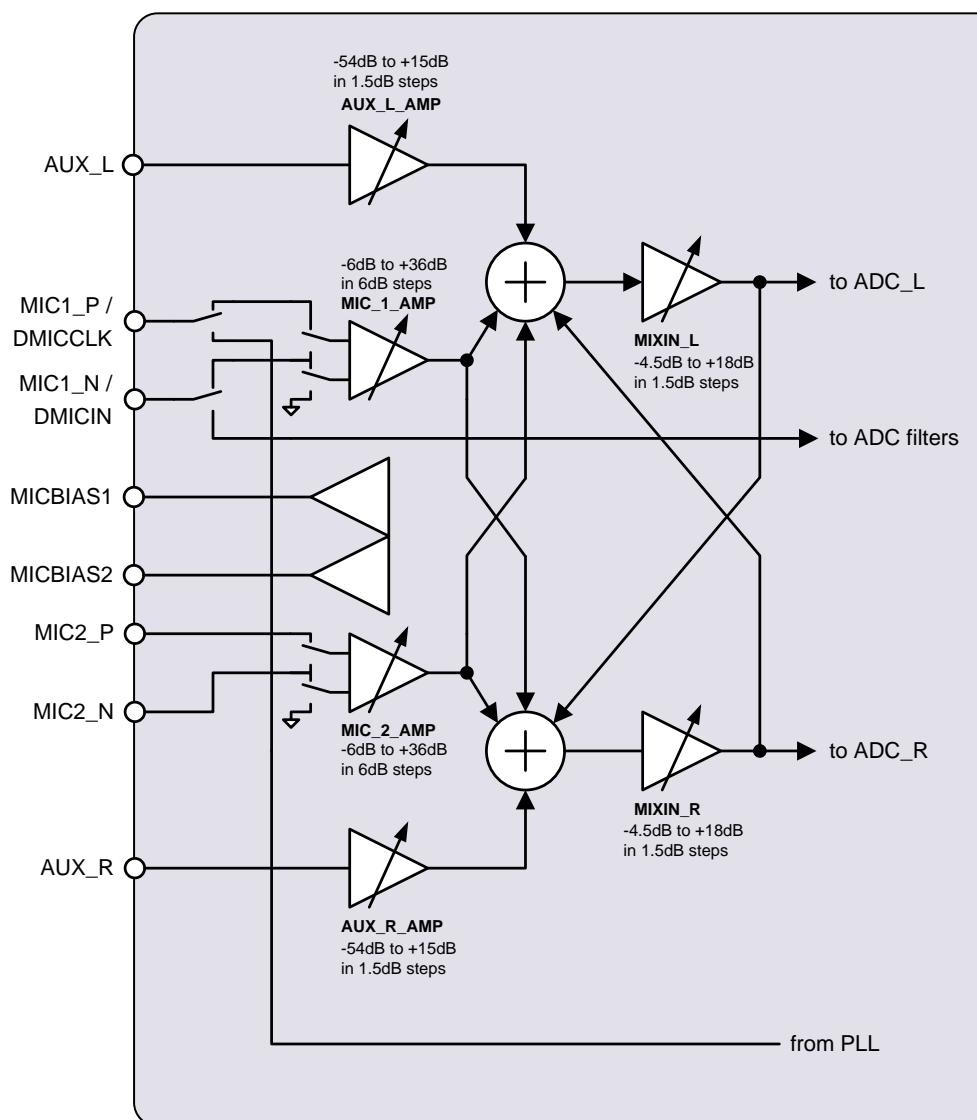 -54dB to +15dB
in 1.5dB steps
AUX_L_AMP
AUX_L
-6dB to +36dB
in 6dB steps
MIC_1_AMP
MIC1_P /
DMICCLK
to ADC_L
MIXIN_L
-4.5dB to +18dB
in 1.5dB steps
MIC1_N /
DMICIN
to ADC filters
MICBIAS1
MICBIAS2
MIC2_P
MIC2_N
MIC_2_AMP
-6dB to +36dB
in 6dB steps
to ADC_R
MIXIN_R
-4.5dB to +18dB
in 1.5dB steps
AUX_R
AUX_R_AMP
-54dB to +15dB
in 1.5dB steps
from PLL